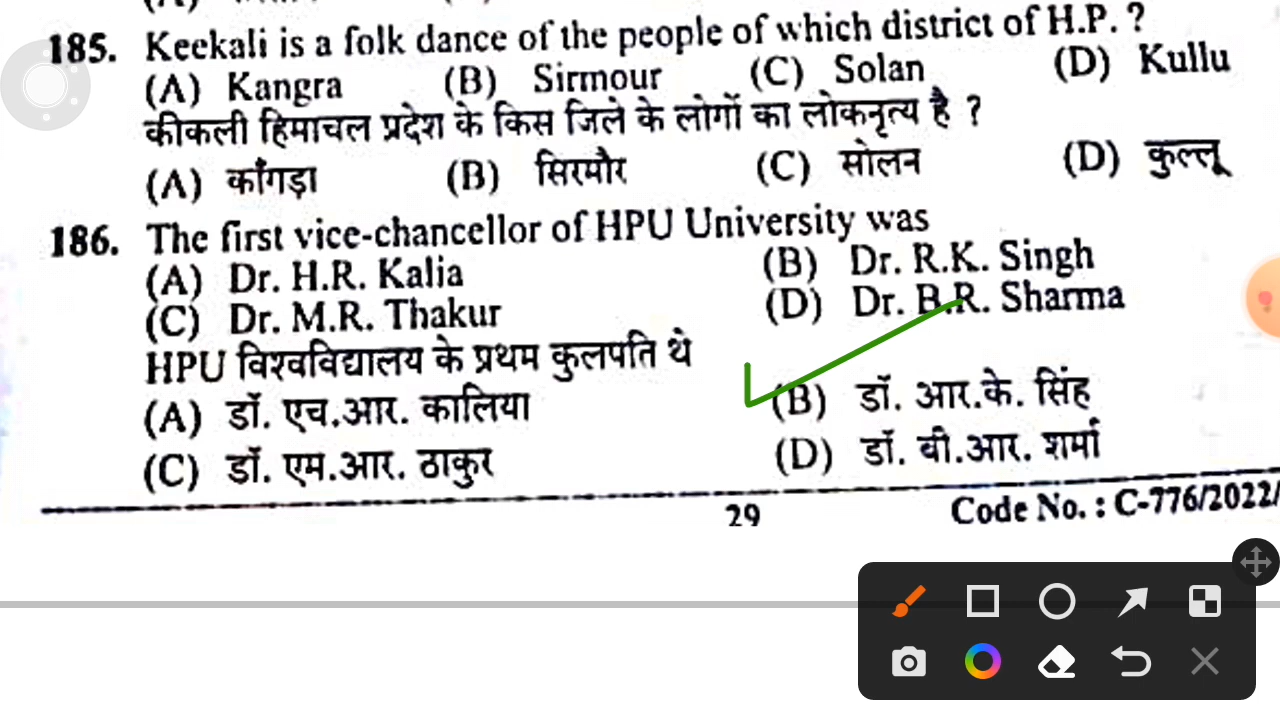 185. Keekali is a folk dance of the people of which district of H.P. ?
(A) Kangra (B) Sirmour (C) Solan (D) Kullu
कीकली हिमाचल प्रदेश के किस जिले के लोगों का लोकनृत्य है ?
(A) काँगड़ा (B) सिरमौर (C) सोलन (D) कुल्लू
186. The first vice-chancellor of HPU University was
(A) Dr. H.R. Kalia (B) Dr. R.K. Singh
(C) Dr. M.R. Thakur (D) Dr. B.R. Sharma
HPU विश्वविद्यालय के प्रथम कुलपति थे
(A) डॉ. एच.आर. कालिया (B) डॉ. आर.के. सिंह
(C) डॉ. एम.आर. ठाकुर (D) डॉ. बी.आर. शर्मा
29 Code No. : C-776/2022/